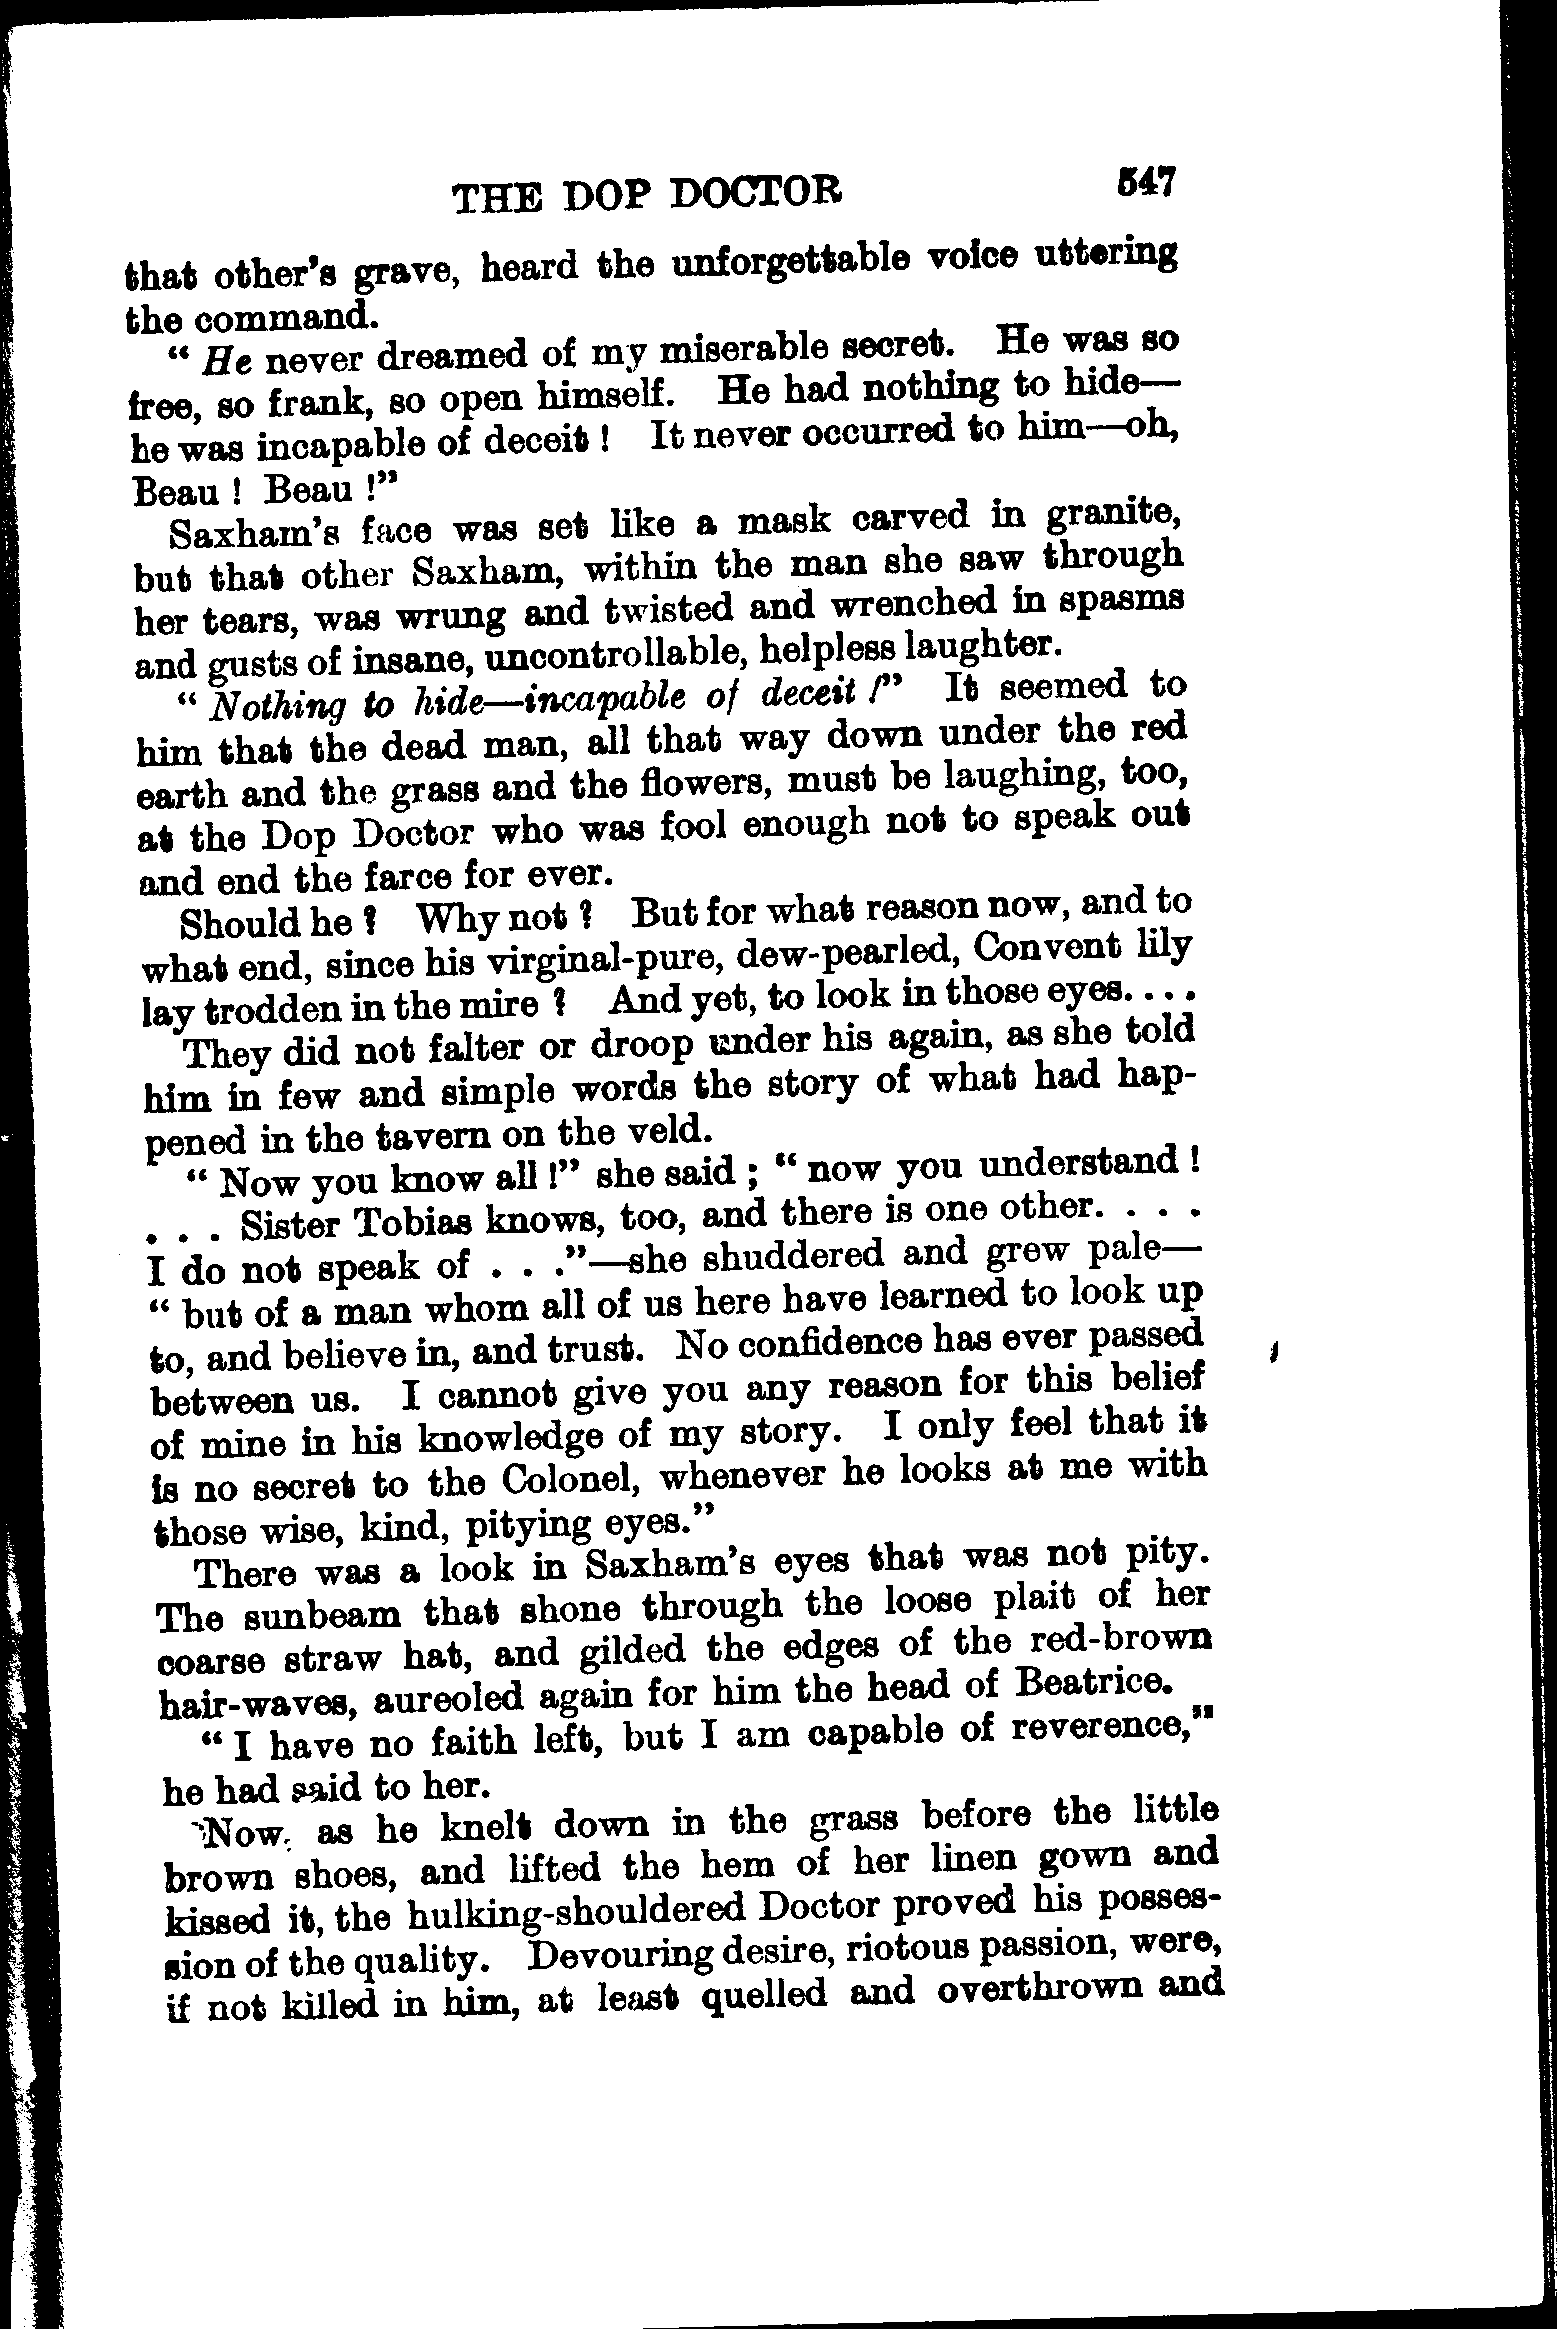 THE DOP DOCTOR 547
that other's grave, heard the unforgettable voice uttering
the command.
“ He never dreamed of my miserable secret. He was so
free, so frank, so open himself. He had nothing to hide—
he was incapable of deceit ! It never occurred to him—oh,
Beau ! Beau !”
Saxham's face was set like a mask carved in granite,
but that other Saxham, within the man she saw through
her tears, was wrung and twisted and wrenched in spasms
and gusts of insane, uncontrollable, helpless laughter.
“ Nothing to hide—incapable of deceit !” It seemed to
him that the dead man, all that way down under the red
earth and the grass and the flowers, must be laughing, too,
at the Dop Doctor who was fool enough not to speak out
and end the farce for ever.
Should he ? Why not ? But for what reason now, and to
what end, since his virginal-pure, dew-pearled, Convent lily
lay trodden in the mire ? And yet, to look in those eyes....
They did not falter or droop under his again, as she told
him in few and simple words the story of what had hap-
pened in the tavern on the veld.
“ Now you know all !” she said ; “ now you understand !
. . . Sister Tobias knows, too, and there is one other. . . .
I do not speak of . . .”—she shuddered and grew pale—
“ but of a man whom all of us here have learned to look up
to, and believe in, and trust. No confidence has ever passed
between us. I cannot give you any reason for this belief
of mine in his knowledge of my story. I only feel that it
is no secret to the Colonel, whenever he looks at me with
those wise, kind, pitying eyes.”
There was a look in Saxham's eyes that was not pity.
The sunbeam that shone through the loose plait of her
coarse straw hat, and gilded the edges of the red-brown
hair-waves, aureoled again for him the head of Beatrice.
“ I have no faith left, but I am capable of reverence,”
he had said to her.
Now, as he knelt down in the grass before the little
brown shoes, and lifted the hem of her linen gown and
kissed it, the hulking-shouldered Doctor proved his posses-
sion of the quality. Devouring desire, riotous passion, were,
if not killed in him, at least quelled and overthrown and